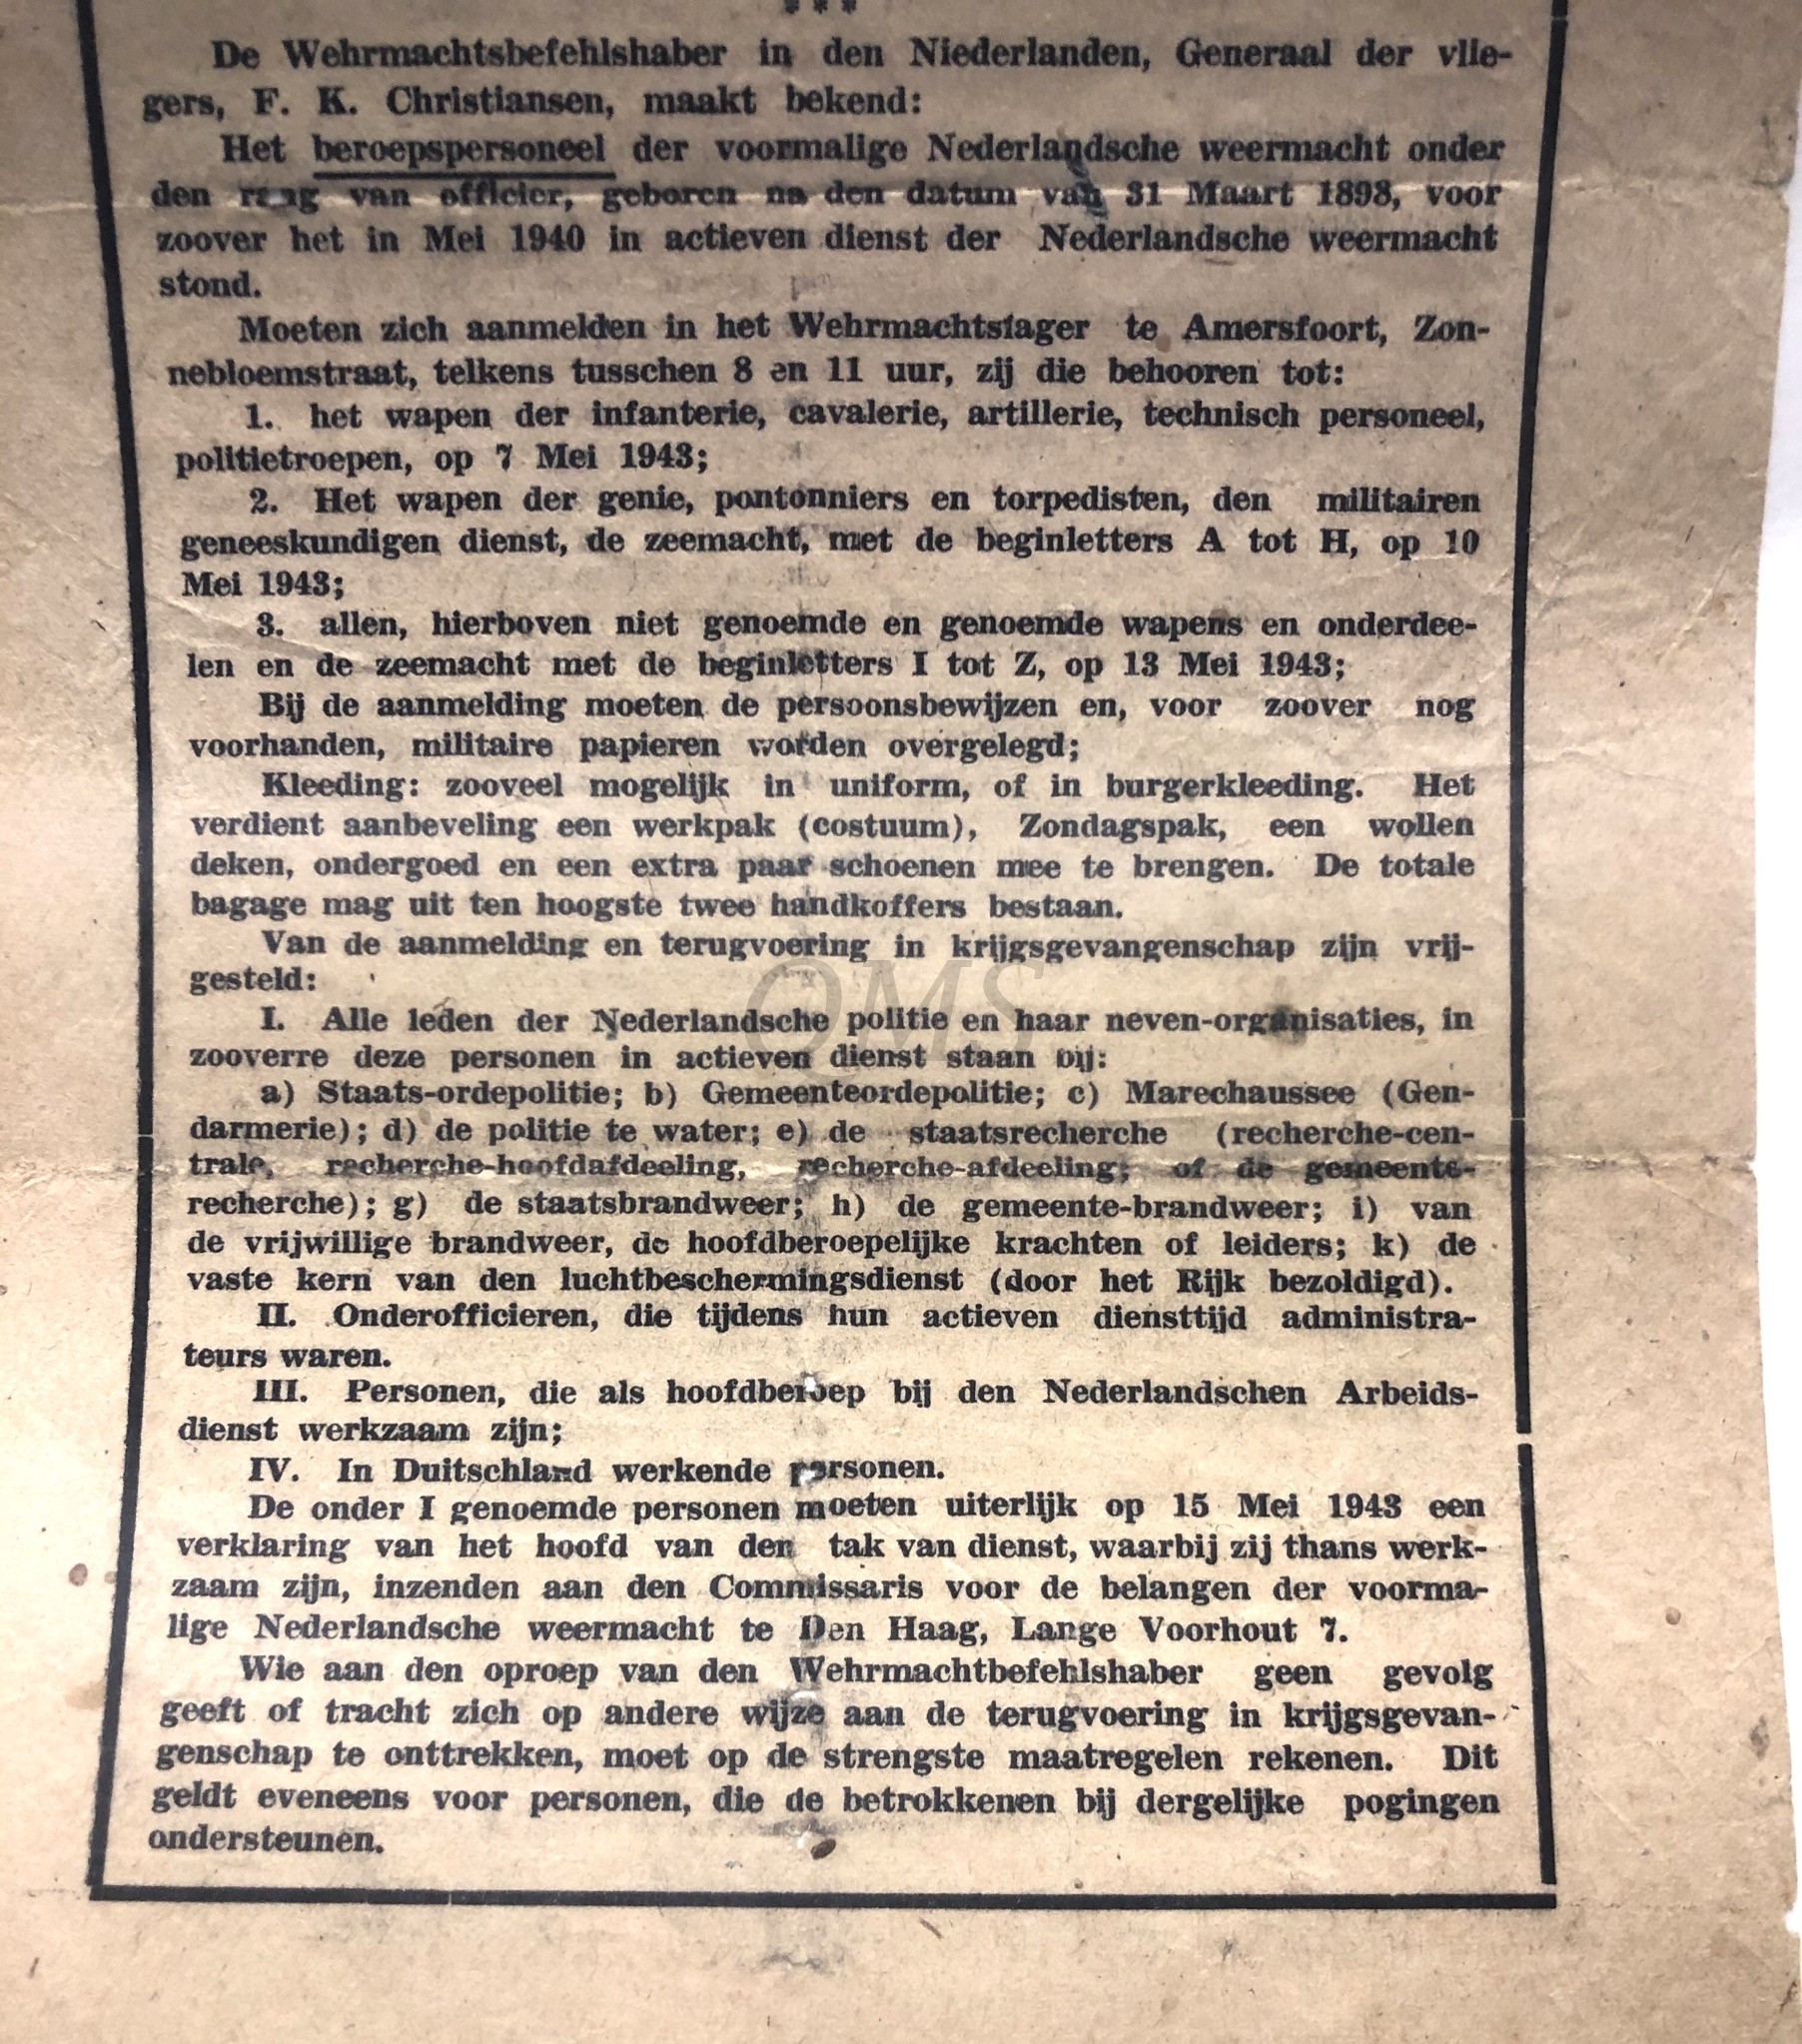 De Wehrmachtsbefehlshaber in den Niederlanden, Generaal der vlie-
gers, F. K. Christiansen, maakt bekend:
Het beroepspersoneel der voormalige Nederlandsche weermacht onder
den rang van officier, geboren na den datum van 31 Maart 1898, voor
zoover het in Mei 1940 in actieven dienst der Nederlandsche weermacht
stond.
Moeten zich aanmelden in het Wehrmachtslager te Amersfoort, Zon-
nebloemstraat, telkens tusschen 8 en 11 uur, zij die behooren tot:
1. het wapen der infanterie, cavalerie, artillerie, technisch personeel,
politietroepen, op 7 Mei 1943;
2. Het wapen der genie, pontonniers en torpedisten, den militairen
geneeskundigen dienst, de zeemacht, met de beginletters A tot H, op 10
Mei 1943;
3. allen, hierboven niet genoemde en genoemde wapens en onderdee-
len en de zeemacht met de beginletters I tot Z, op 13 Mei 1943;
Bij de aanmelding moeten de persoonsbewijzen en, voor zoover nog
voorhanden, militaire papieren worden overgelegd;
Kleeding: zooveel mogelijk in uniform, of in burgerkleeding. Het
verdient aanbeveling een werkpak (costuum), Zondagspak, een wollen
deken, ondergoed en een extra paar schoenen mee te brengen. De totale
bagage mag uit ten hoogste twee handkoffers bestaan.
Van de aanmelding en terugvoering in krijgsgevangenschap zijn vrij-
gesteld:
QMS
I. Alle leden der Nederlandsche politie en haar neven-organisaties, in
zooverre deze personen in actieven dienst staan bij:
a) Staats-ordepolitie; b) Gemeenteordepolitie; c) Marechaussee (Gen-
darmerie); d) de politie te water; e) de staatsrecherche (recherche-cen-
trale, recherche-hoofdafdeeling, recherche-afdeeling; of de gemeente-
recherche); g) de staatsbrandweer; h) de gemeente-brandweer; i) van
de vrijwillige brandweer, de hoofdberoepelijke krachten of leiders; k) de
vaste kern van den luchtbeschermingsdienst (door het Rijk bezoldigd).
II. Onderofficieren, die tijdens hun actieven diensttijd administra-
teurs waren.
III. Personen, die als hoofdberoep bij den Nederlandschen Arbeids-
dienst werkzaam zijn;
IV. In Duitschland werkende personen.
De onder I genoemde personen moeten uiterlijk op 15 Mei 1943 een
verklaring van het hoofd van den tak van dienst, waarbij zij thans werk-
zaam zijn, inzenden aan den Commissaris voor de belangen der voorma-
lige Nederlandsche weermacht te Den Haag, Lange Voorhout 7.
Wie aan den oproep van den Wehrmachtbefehlshaber geen gevolg
geeft of tracht zich op andere wijze aan de terugvoering in krijgsgevan-
genschap te onttrekken, moet op de strengste maatregelen rekenen. Dit
geldt eveneens voor personen, die de betrokkenen bij dergelijke pogingen
ondersteunen.